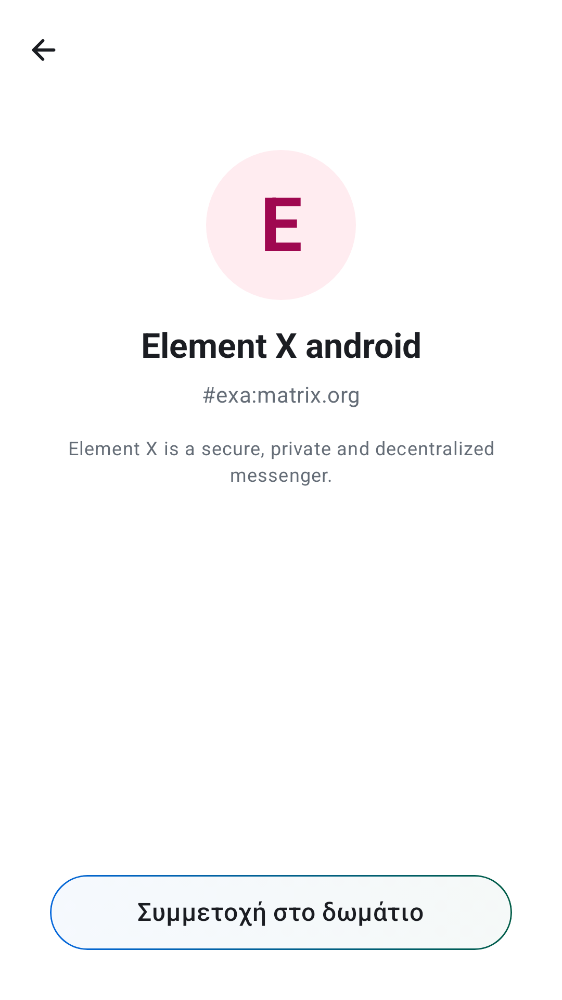 E
Element X android
#exa:matrix.org
Element X is a secure, private and decentralized
messenger.
Συμμετοχή στο δωμάτιο